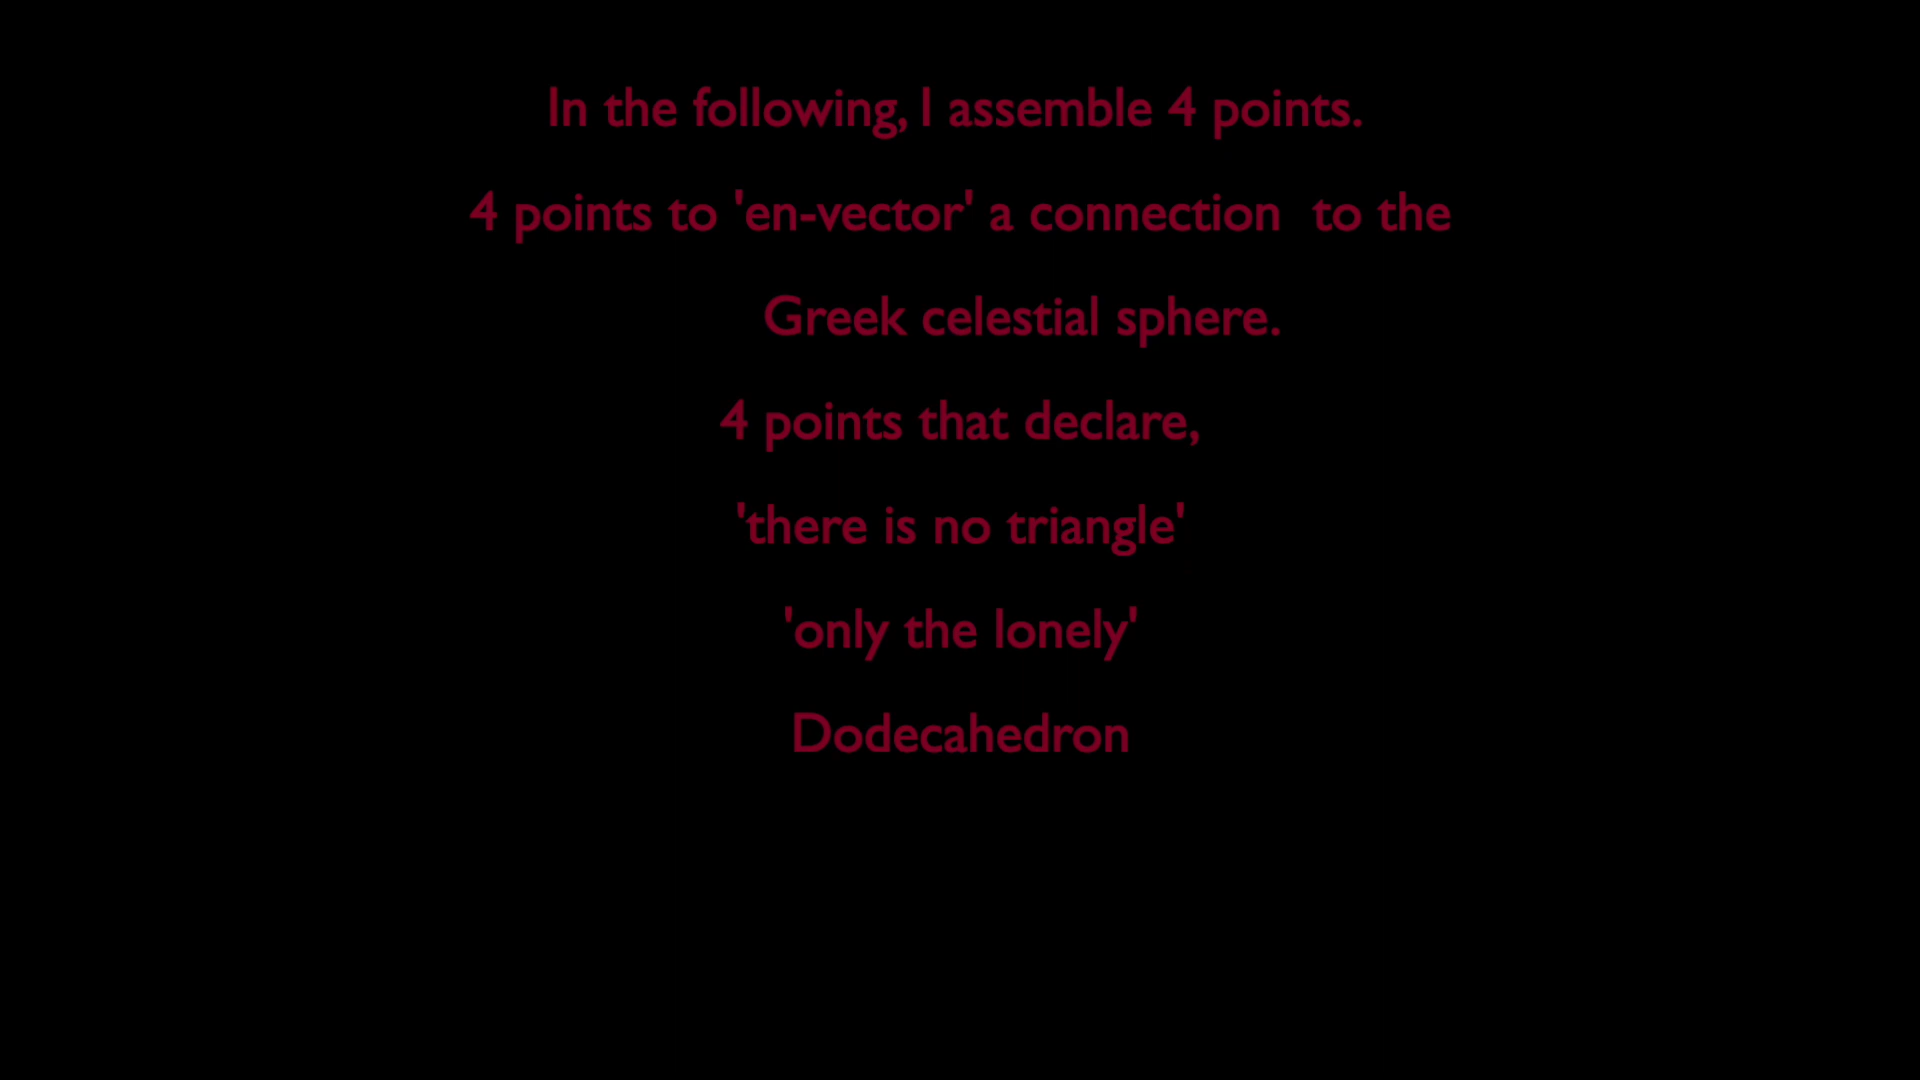 In the following, I assemble 4 points.
4 points to 'en-vector' a connection  to the
Greek celestial sphere.
4 points that declare,
'there is no triangle'
'only the lonely'
Dodecahedron